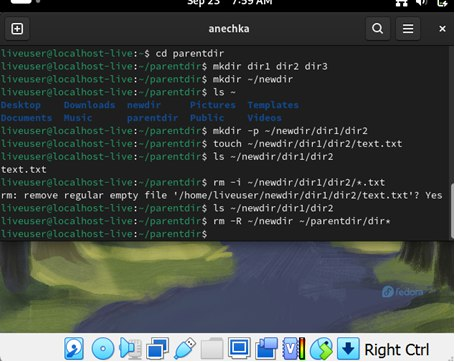 Sep 23 7:59 AM
anechka
liveuser@localhost-live:~$ cd parentdir
liveuser@localhost-live:~/parentdir$ mkdir dir1 dir2 dir3
liveuser@localhost-live:~/parentdir$ mkdir ~/newdir
liveuser@localhost-live:~/parentdir$ ls ~
Desktop Downloads newdir Pictures Templates
Documents Music parentdir Public Videos
liveuser@localhost-live:~/parentdir$ mkdir -p ~/newdir/dir1/dir2
liveuser@localhost-live:~/parentdir$ touch ~/newdir/dir1/dir2/text.txt
liveuser@localhost-live:~/parentdir$ ls ~/newdir/dir1/dir2
text.txt
liveuser@localhost-live:~/parentdir$ rm -i ~/newdir/dir1/dir2/*.txt
rm: remove regular empty file '/home/liveuser/newdir/dir1/dir2/text.txt'? Yes
liveuser@localhost-live:~/parentdir$ ls ~/newdir/dir1/dir2
liveuser@localhost-live:~/parentdir$ rm -R ~/newdir ~/parentdir/dir*
liveuser@localhost-live:~/parentdir$
fedora
Right Ctrl